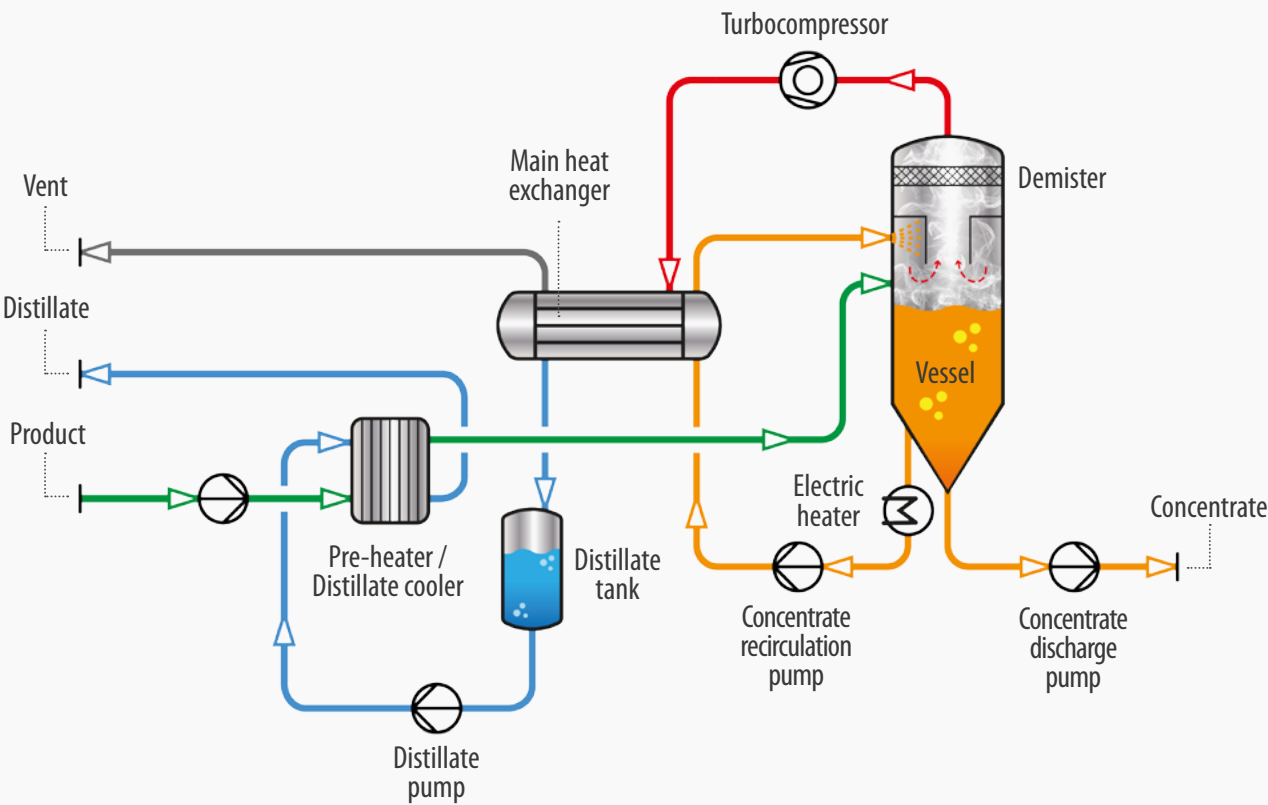 Turbocompressor
Main heat
exchanger
Demister
Vent
Distillate
Vessel
Product
Electric
heater
Concentrate
Pre-heater /
Distillate cooler
Distillate
tank
Concentrate
recirculation
pump
Concentrate
discharge
pump
Distillate
pump